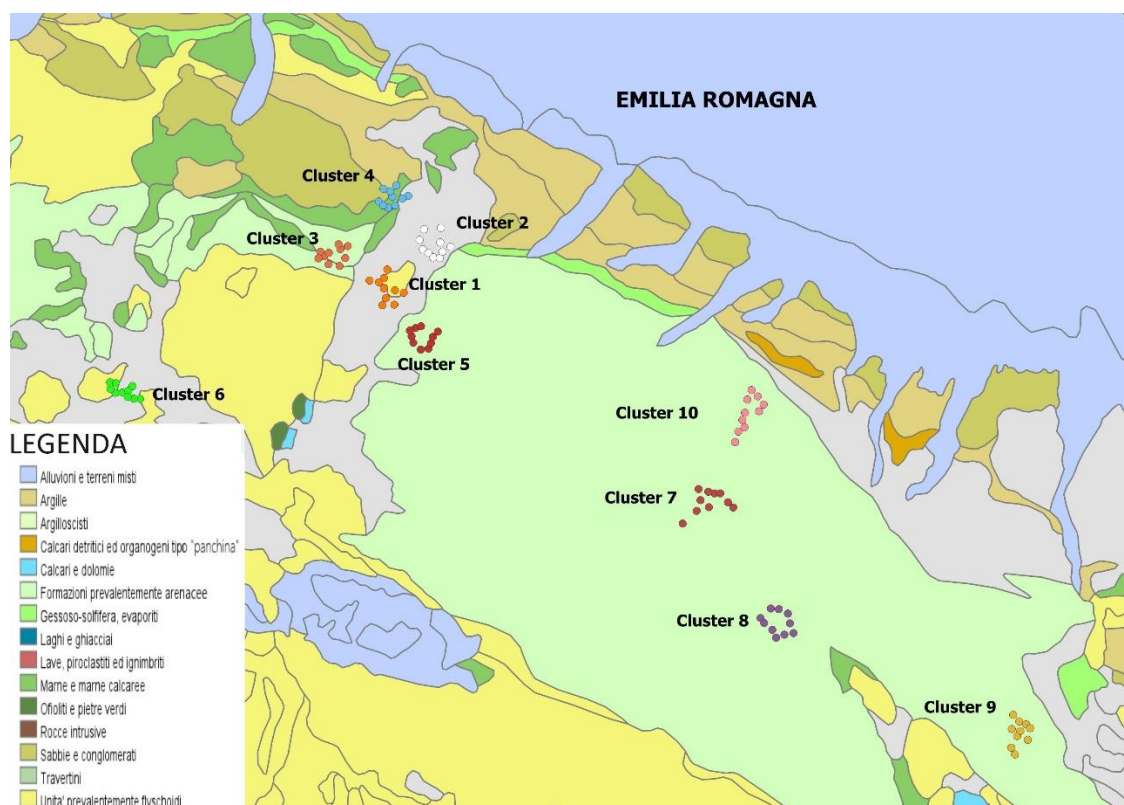 EMILIA ROMAGNA
Cluster 4
Cluster 2
Cluster 3
Cluster 1
Cluster 5
Cluster 6
Cluster 10
Cluster 7
Cluster 8
Cluster 9
LEGENDA
Alluvioni e terreni misti
Argille
Argilloscisti
Calcari detritici ed organogeni tipo "panchina"
Calcari e dolomie
Formazioni prevalentemente arenacee
Gessoso-solfifera, evaporiti
Laghi e ghiacciai
Lave, piroclastiti ed ignimbriti
Marne e marne calcaree
Ofioliti e pietre verdi
Rocce intrusive
Sabbie e conglomerati
Travertini
Unita' prevalentemente flyschoidi